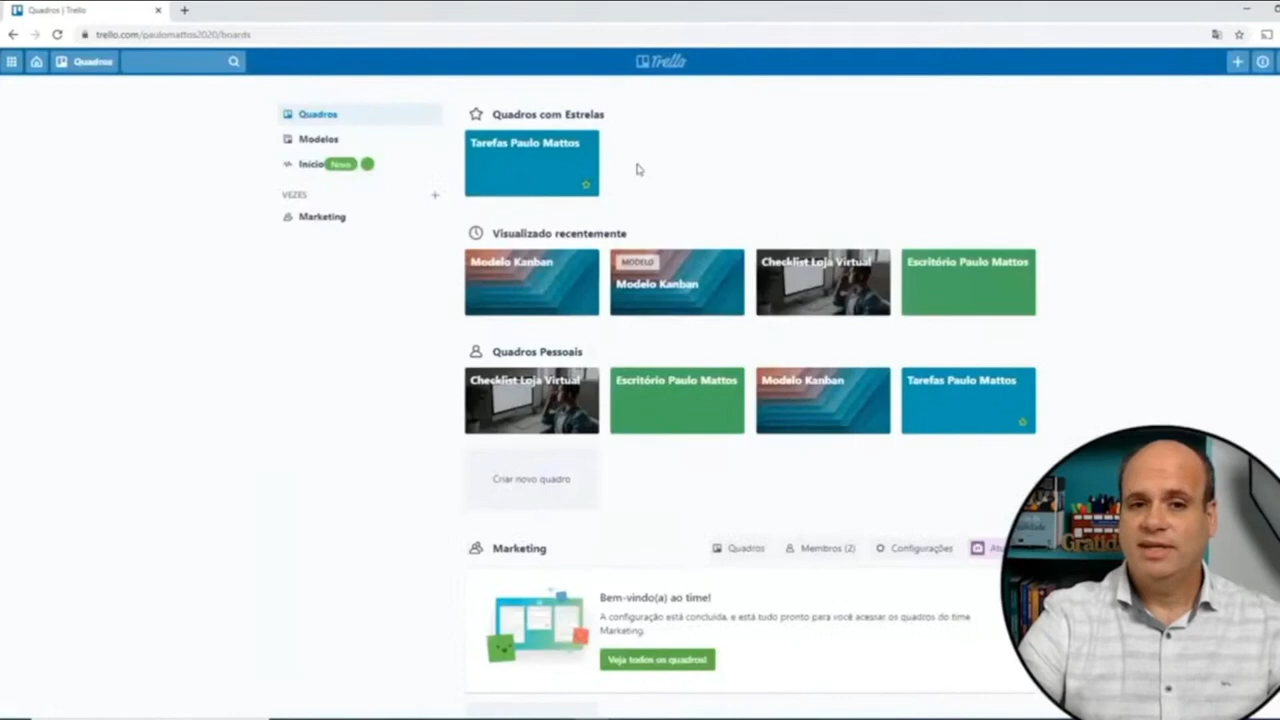 Quadros | Trello
trello.com/paulomattos2020/boards
Quadros
Trello
Quadros
Modelos
Início Novo
VEZES
Marketing
Quadros com Estrelas
Tarefas Paulo Mattos
Visualizado recentemente
Modelo Kanban
MODELO
Modelo Kanban
Checklist Loja Virtual
Escritório Paulo Mattos
Quadros Pessoais
Checklist Loja Virtual
Escritório Paulo Mattos
Modelo Kanban
Tarefas Paulo Mattos
Criar novo quadro
Marketing
Quadros
Membros (2)
Configurações
Bem-vindo(a) ao time!
A configuração está concluída, e está tudo pronto para você acessar os quadros do time
Marketing.
Veja todos os quadros!